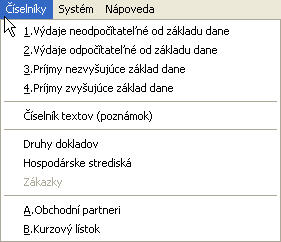 Číselníky Systém Nápoveda
1.Výdaje neodpočítateľné od základu dane
2.Výdaje odpočítateľné od základu dane
3.Príjmy nezvyšujúce základ dane
4.Príjmy zvyšujúce základ dane
Číselník textov (poznámok)
Druhy dokladov
Hospodárske strediská
Zákazky
A.Obchodní partneri
B.Kurzový lístok